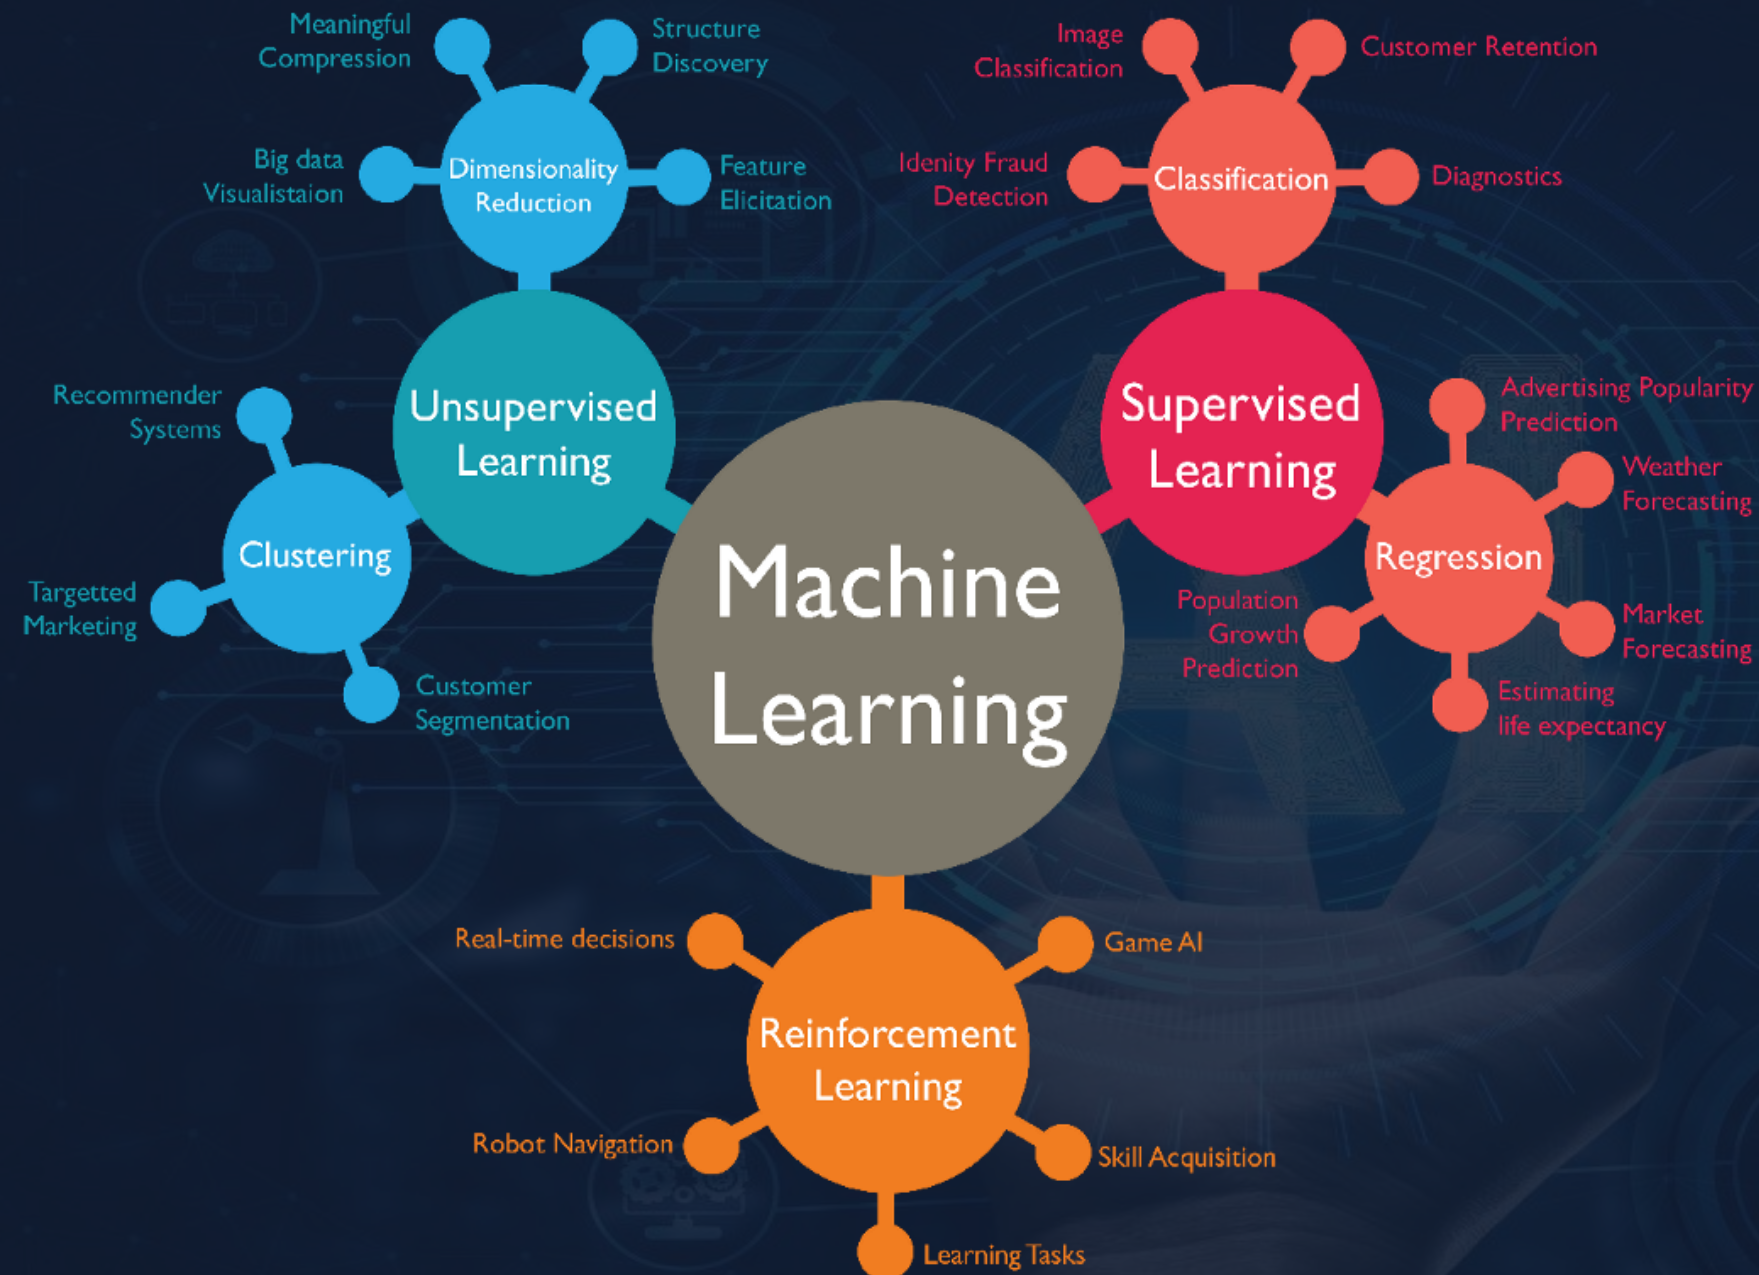 Meaningful
Compression
Structure
Discovery
Big data
Visualistaion
Dimensionality
Reduction
Feature
Elicitation
Image
Classification
Customer Retention
Idenity Fraud
Detection
Classification
Diagnostics
Recommender
Systems
Unsupervised
Learning
Clustering
Targetted
Marketing
Customer
Segmentation
Supervised
Learning
Advertising Popularity
Prediction
Weather
Forecasting
Regression
Population
Growth
Prediction
Market
Forecasting
Estimating
life expectancy
Machine
Learning
Real-time decisions
Game AI
Reinforcement
Learning
Robot Navigation
Skill Acquisition
Learning Tasks
AI